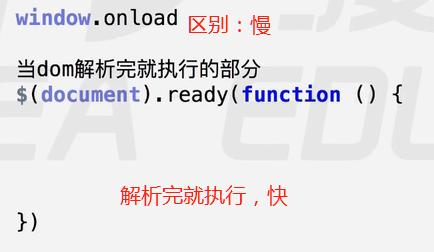 window.onload 区别：慢
当dom解析完就执行的部分
$(document).ready(function () {
解析完就执行，快
})